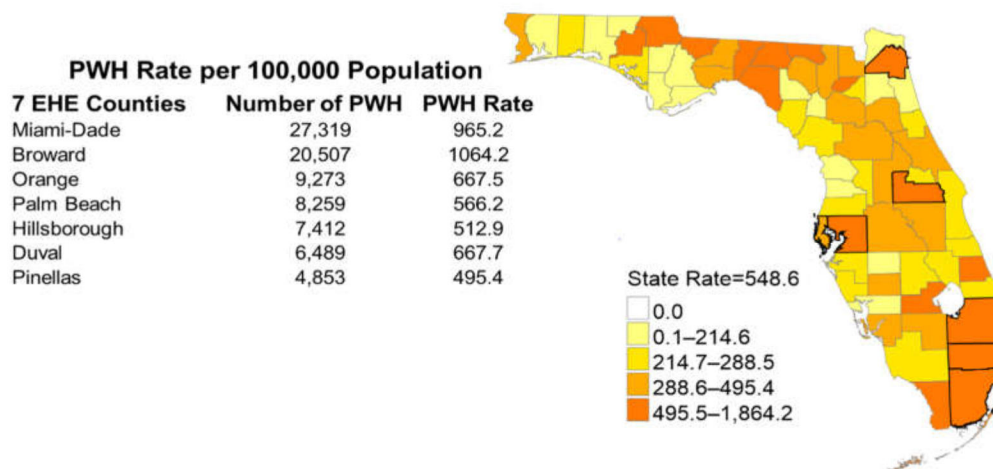 PWH Rate per 100,000 Population
7 EHE Counties Number of PWH PWH Rate
Miami-Dade 27,319 965.2
Broward 20,507 1064.2
Orange 9,273 667.5
Palm Beach 8,259 566.2
Hillsborough 7,412 512.9
Duval 6,489 667.7
Pinellas 4,853 495.4
State Rate=548.6
0.0
0.1–214.6
214.7–288.5
288.6–495.4
495.5–1,864.2